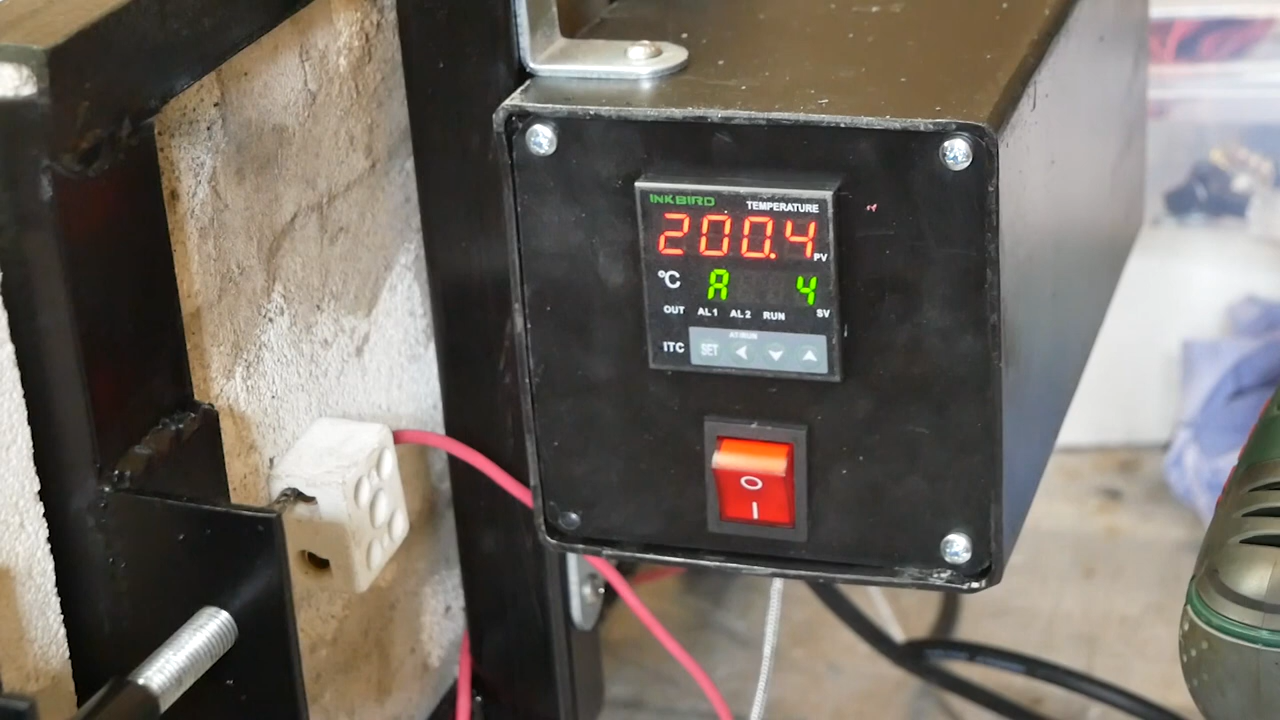 INKBIRD TEMPERATURE
200.4 PV
°C A 4
OUT AL1 AL2 RUN SV
AT/RUN
ITC SET
O
I